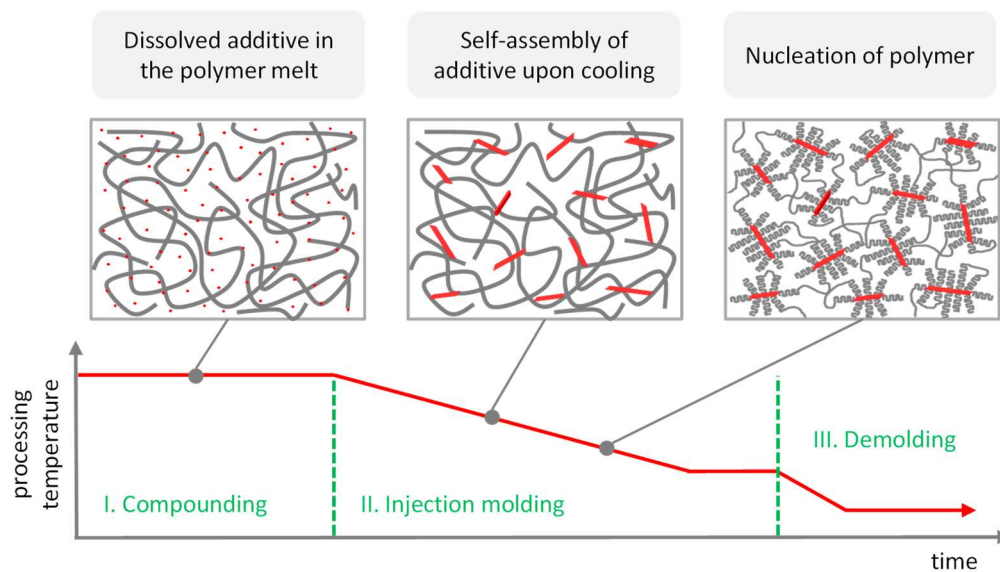 Dissolved additive in
the polymer melt
Self-assembly of
additive upon cooling
Nucleation of polymer
processing
temperature
I. Compounding
II. Injection molding
III. Demolding
time